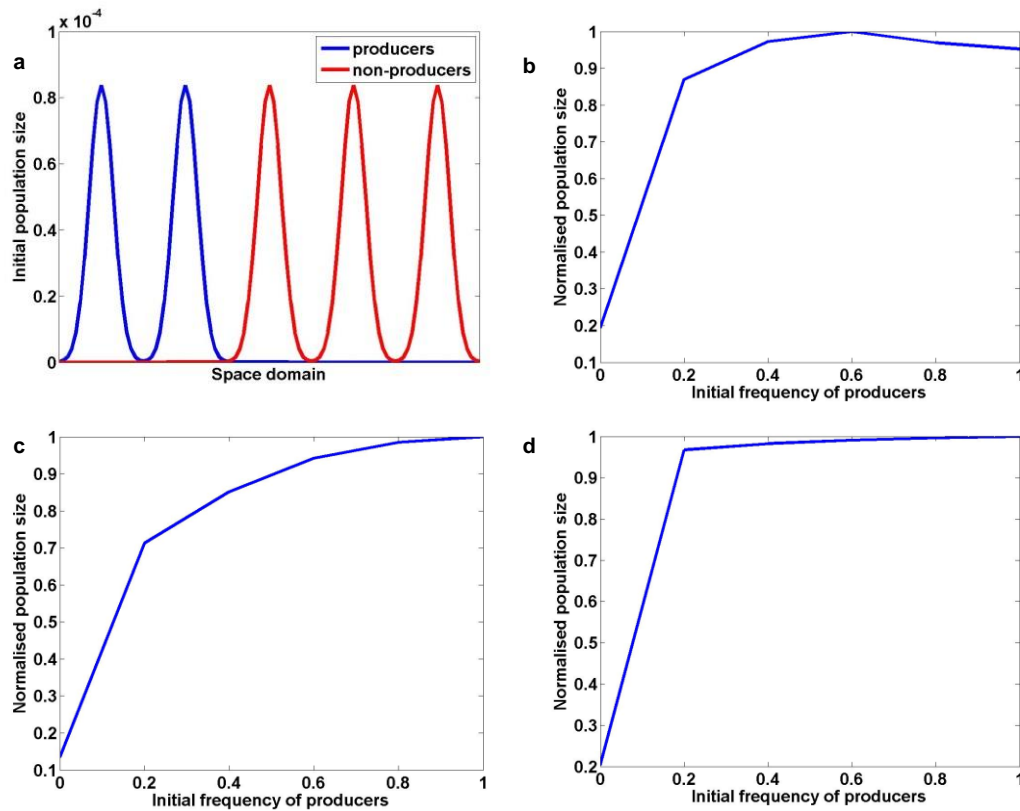 a
x 10⁻⁴
1
0.8
0.6
0.4
0.2
0
Initial population size
Space domain
producers
non-producers
b
1
0.9
0.8
0.7
0.6
0.5
0.4
0.3
0.2
0.1
Normalised population size
0 0.2 0.4 0.6 0.8 1
Initial frequency of producers
c
1
0.9
0.8
0.7
0.6
0.5
0.4
0.3
0.2
0.1
Normalised population size
0 0.2 0.4 0.6 0.8 1
Initial frequency of producers
d
1
0.9
0.8
0.7
0.6
0.5
0.4
0.3
0.2
Normalised population size
0 0.2 0.4 0.6 0.8 1
Initial frequency of producers